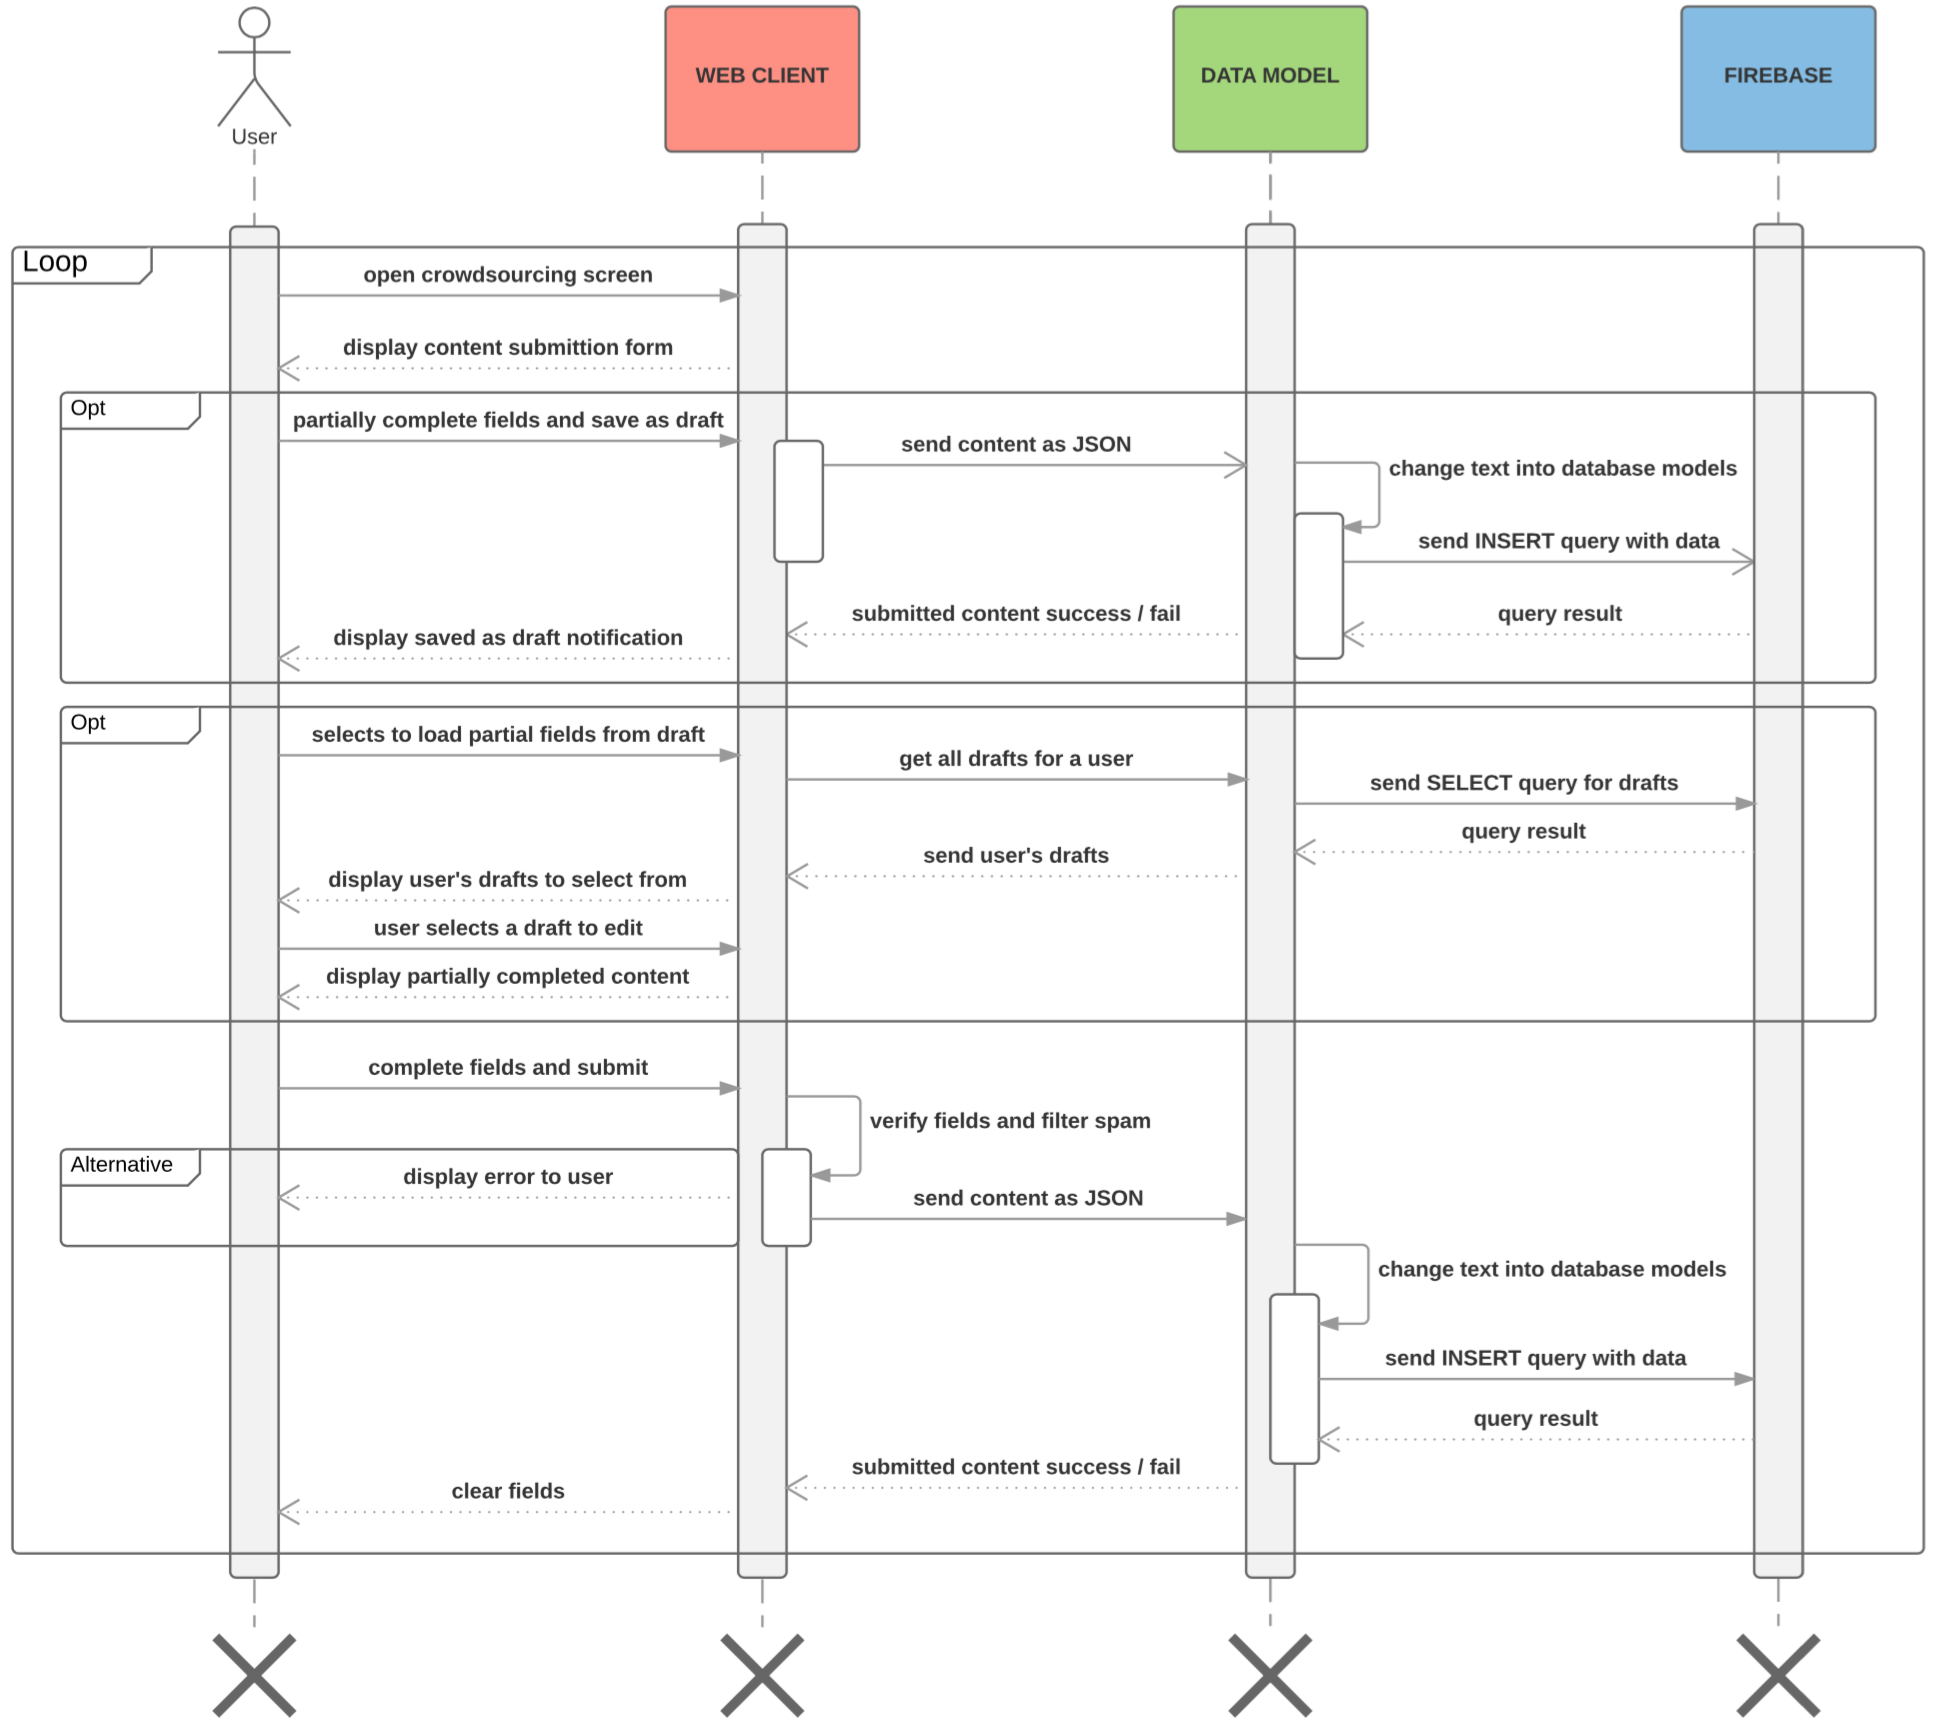 User
WEB CLIENT
DATA MODEL
FIREBASE
Loop
open crowdsourcing screen
display content submittion form
Opt
partially complete fields and save as draft
send content as JSON
change text into database models
send INSERT query with data
submitted content success / fail
query result
display saved as draft notification
Opt
selects to load partial fields from draft
get all drafts for a user
send SELECT query for drafts
query result
send user's drafts
display user's drafts to select from
user selects a draft to edit
display partially completed content
complete fields and submit
verify fields and filter spam
Alternative
display error to user
send content as JSON
change text into database models
send INSERT query with data
query result
submitted content success / fail
clear fields